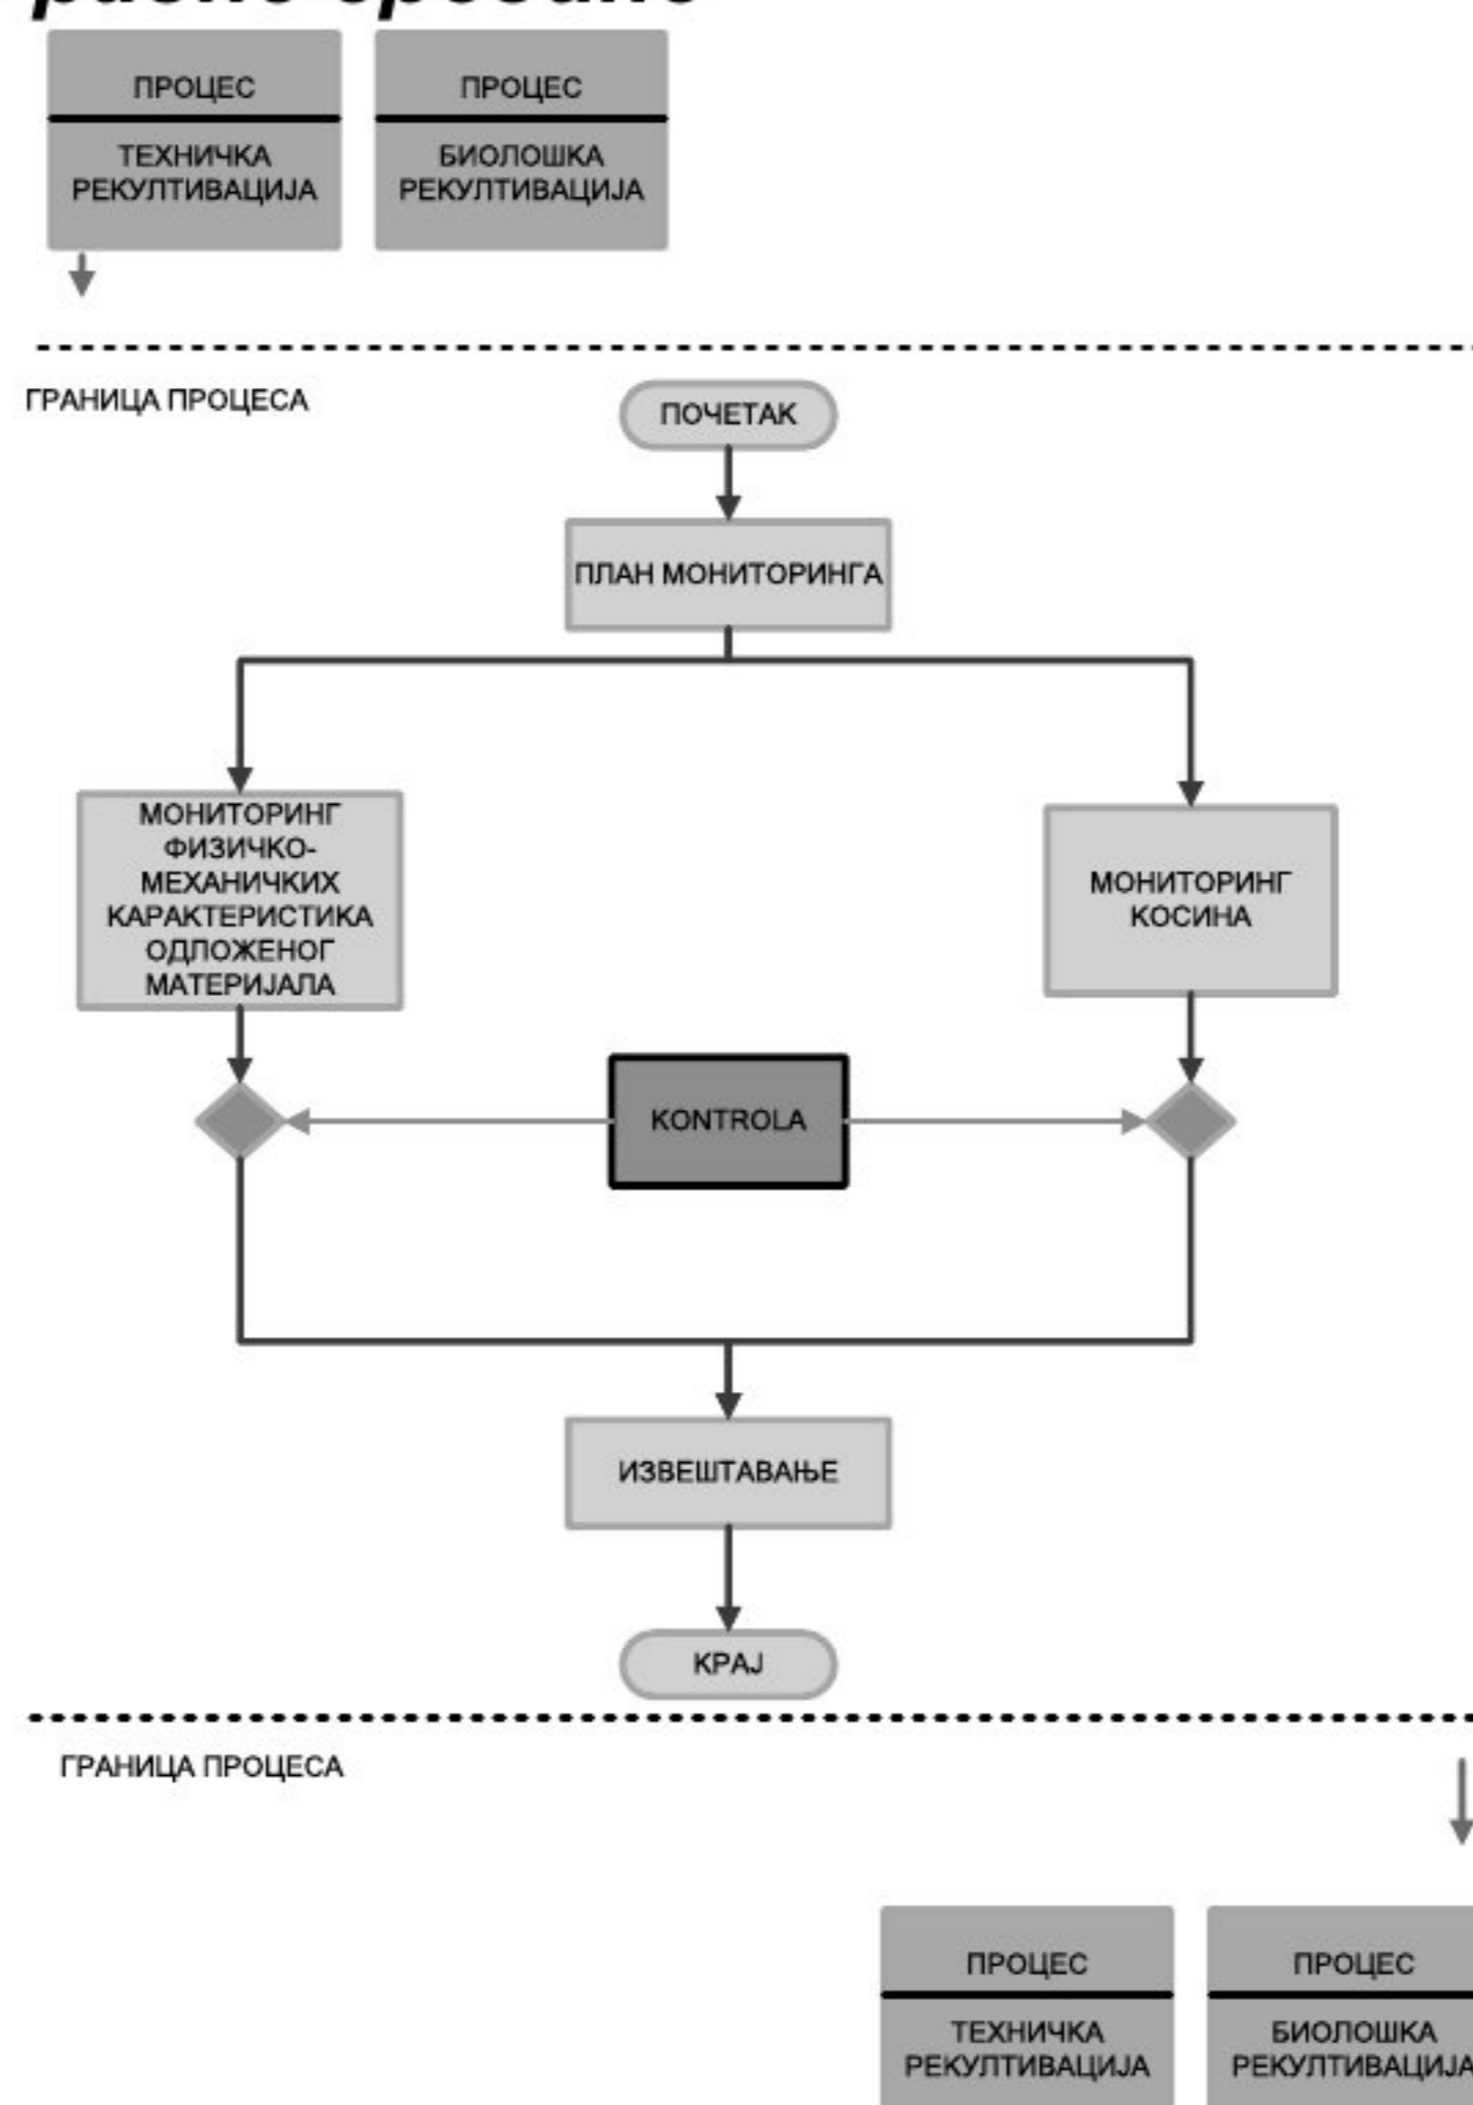 ПРОЦЕС
ТЕХНИЧКА
РЕКУЛТИВАЦИЈА
ПРОЦЕС
БИОЛОШКА
РЕКУЛТИВАЦИЈА
ГРАНИЦА ПРОЦЕСА
ПОЧЕТАК
ПЛАН МОНИТОРИНГА
МОНИТОРИНГ
ФИЗИЧКО-
МЕХАНИЧКИХ
КАРАКТЕРИСТИКА
ОДЛОЖЕНОГ
МАТЕРИЈАЛА
МОНИТОРИНГ
КОСИНА
KONTROLA
ИЗВЕШТАВАЊЕ
КРАЈ
ГРАНИЦА ПРОЦЕСА
ПРОЦЕС
ТЕХНИЧКА
РЕКУЛТИВАЦИЈА
ПРОЦЕС
БИОЛОШКА
РЕКУЛТИВАЦИЈА